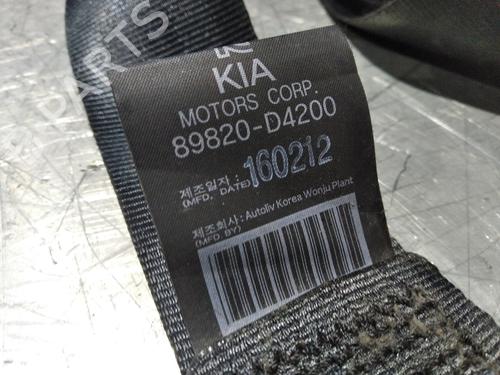 KIA
MOTORS CORP.
89820-D4200
제조일자 :
(MFD. DATE) 160212
제조회사 : Autoliv Korea Wonju Plant
(MFD. BY)
PARTS